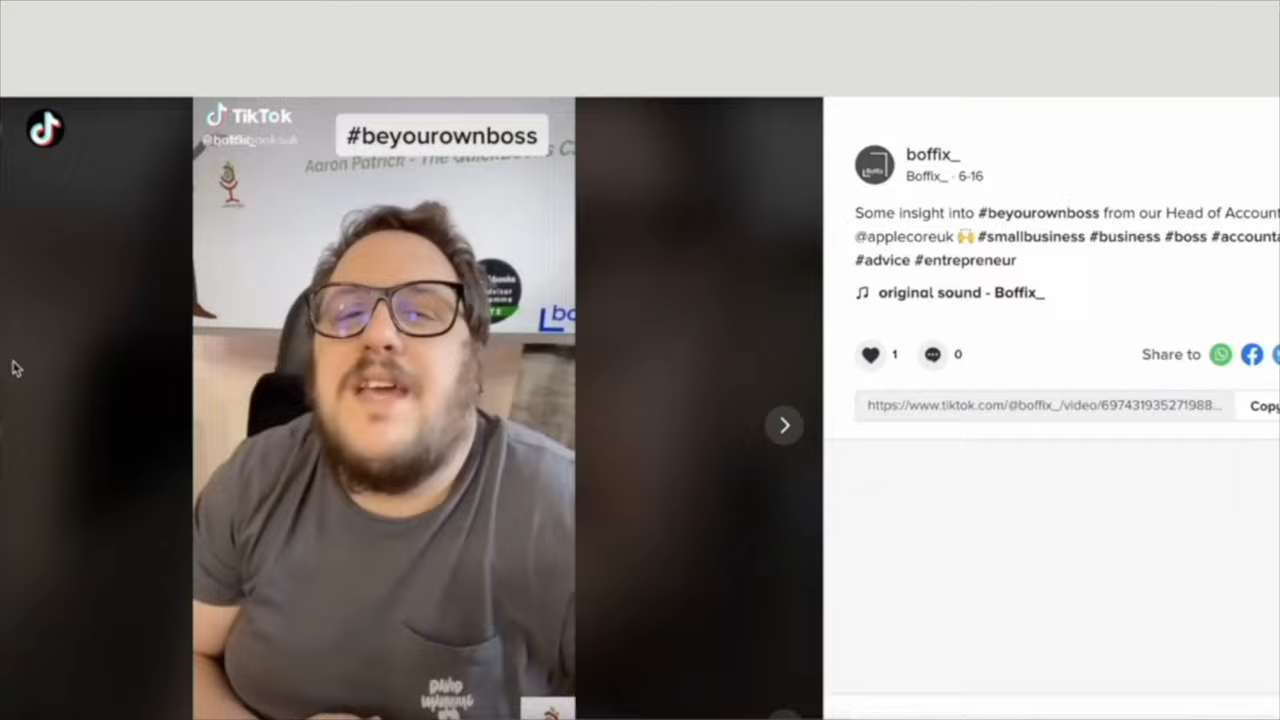 TikTok
#beyourownboss
Aaron Patrick - The QuickBooks C
books
bo
boffix_
Boffix_ · 6-16
Some insight into #beyourownboss from our Head of Account
@applecoreuk 🙌 #smallbusiness #business #boss #accounta
#advice #entrepreneur
original sound - Boffix_
1
0
Share to
https://www.tiktok.com/@boffix_/video/697431935271988...
Copy